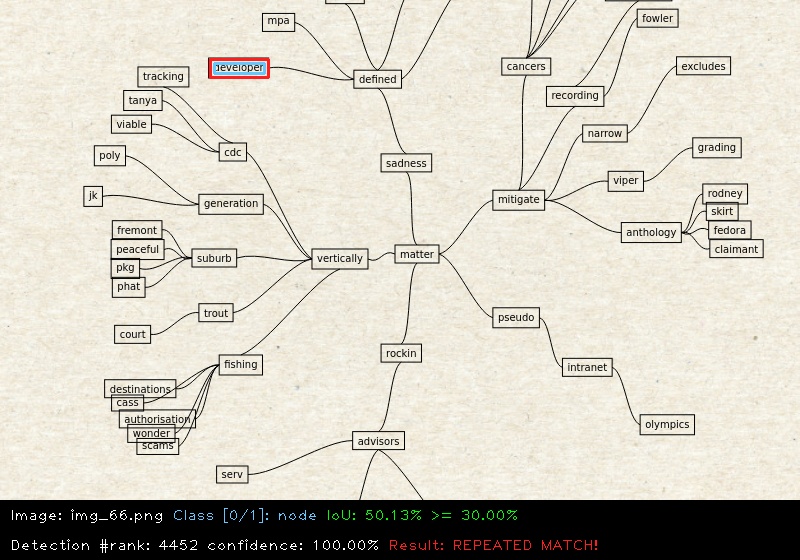 fowler
mpa
excludes
cancers
developer
tracking
defined
recording
tanya
viable
narrow
grading
poly
cdc
sadness
viper
jk
generation
mitigate
rodney
skirt
fremont
anthology
fedora
peaceful
suburb
vertically
matter
claimant
pkg
phat
trout
pseudo
court
rockin
fishing
intranet
destinations
cass
authorisation
olympics
wonder
scams
advisors
serv
Image: img_66.png Class [0/1]: node IoU: 50.13% >= 30.00%
Detection #rank: 4452 confidence: 100.00% Result: REPEATED MATCH!